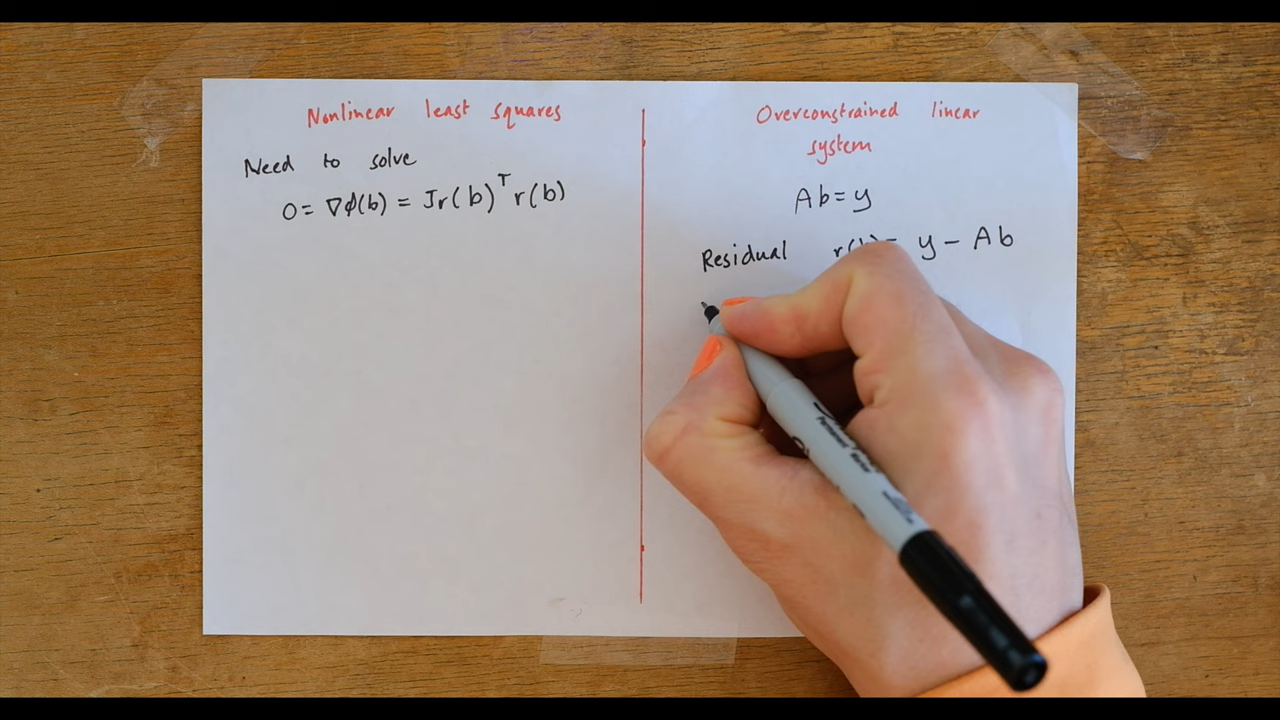 Nonlinear least squares
Need to solve
0 = ∇ϕ(b) = Jr(b)ᵀ r(b)
Overconstrained linear
system
Ab = y
Residual y - Ab